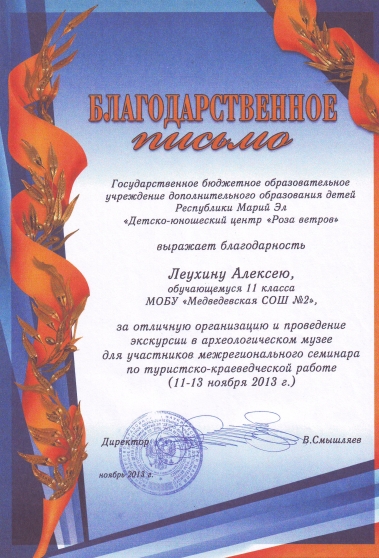 БЛАГОДАРСТВЕННОЕ
письмо
Государственное бюджетное образовательное
учреждение дополнительного образования детей
Республики Марий Эл
«Детско-юношеский центр «Роза ветров»
выражает благодарность
Леухину Алексею,
обучающемуся 11 класса
МОБУ «Медведевская СОШ №2»,
за отличную организацию и проведение
экскурсии в археологическом музее
для участников межрегионального семинара
по туристско-краеведческой работе
(11-13 ноября 2013 г.)
Директор В.Смышляев
ноябрь 2013 г.